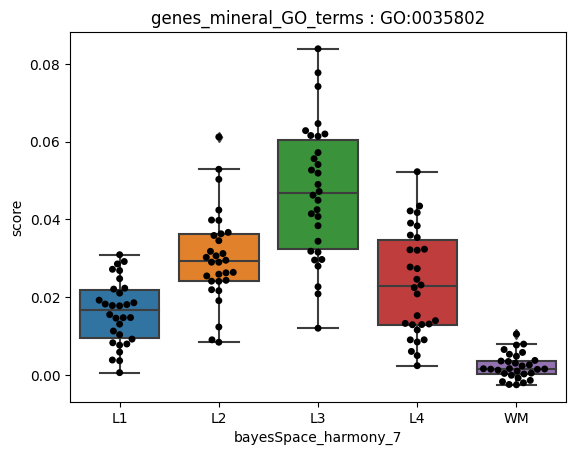 genes_mineral_GO_terms : GO:0035802
0.08
0.06
0.04
0.02
0.00
score
L1 L2 L3 L4 WM
bayesSpace_harmony_7